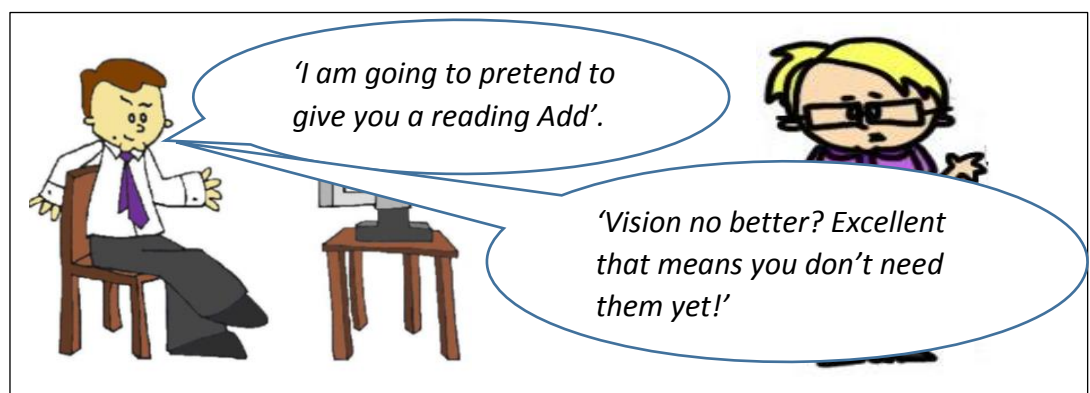 ‘I am going to pretend to
give you a reading Add’.
‘Vision no better? Excellent
that means you don’t need
them yet!’